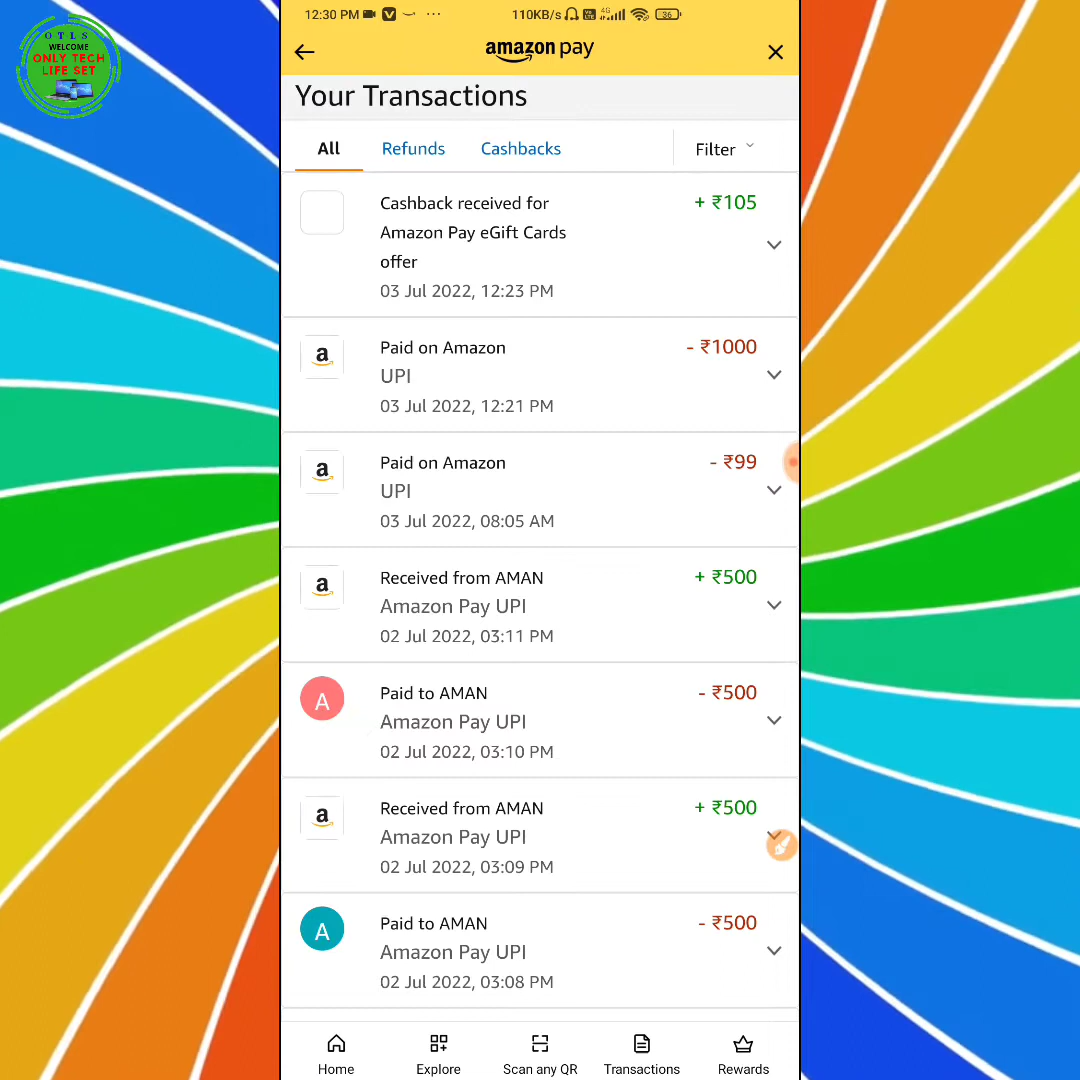 O T L S
WELCOME
ONLY TECH
LIFE SET
12:30 PM ··· 110KB/s 4G 36
amazon pay
Your Transactions
All Refunds Cashbacks Filter
Cashback received for + ₹105
Amazon Pay eGift Cards
offer
03 Jul 2022, 12:23 PM
a Paid on Amazon - ₹1000
UPI
03 Jul 2022, 12:21 PM
a Paid on Amazon - ₹99
UPI
03 Jul 2022, 08:05 AM
a Received from AMAN + ₹500
Amazon Pay UPI
02 Jul 2022, 03:11 PM
A Paid to AMAN - ₹500
Amazon Pay UPI
02 Jul 2022, 03:10 PM
a Received from AMAN + ₹500
Amazon Pay UPI
02 Jul 2022, 03:09 PM
A Paid to AMAN - ₹500
Amazon Pay UPI
02 Jul 2022, 03:08 PM
Home Explore Scan any QR Transactions Rewards